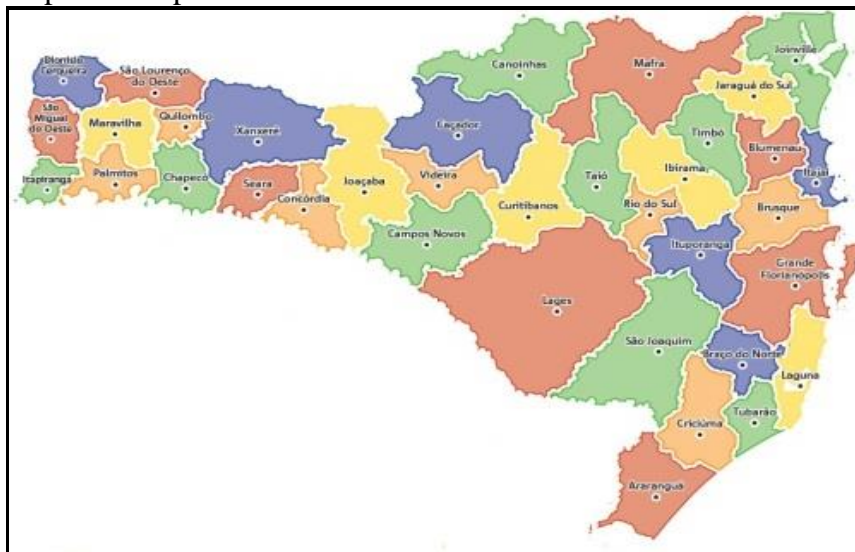 Dionísio
Cerqueira
São Lourenço
do Oeste
São
Miguel
do Oeste
Maravilha
Quilombo
Xanxerê
Itapiranga
Palmitos
Chapecó
Seara
Concórdia
Joaçaba
Caçador
Videira
Campos Novos
Canoinhas
Mafra
Joinville
Jaraguá do Sul
Timbó
Blumenau
Itajaí
Taió
Ibirama
Curitibanos
Rio do Sul
Brusque
Ituporanga
Grande
Florianópolis
Lages
São Joaquim
Braço do Norte
Laguna
Tubarão
Criciúma
Ararangua